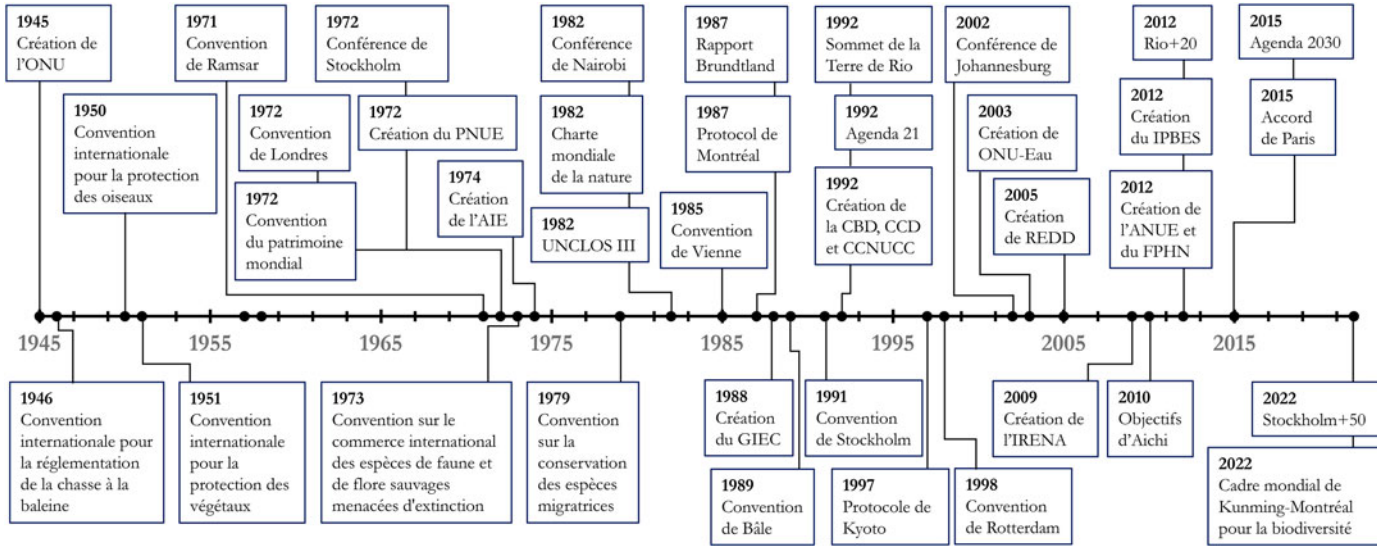 1945
Création de
l'ONU
1950
Convention
internationale
pour la protection
des oiseaux
1971
Convention
de Ramsar
1972
Convention
de Londres
1972
Convention
du patrimoine
mondial
1972
Conférence de
Stockholm
1972
Création du PNUE
1974
Création
de l'AIE
1982
Conférence
de Nairobi
1982
Charte
mondiale
de la nature
1982
UNCLOS III
1985
Convention
de Vienne
1987
Rapport
Brundtland
1987
Protocol de
Montréal
1992
Sommet de la
Terre de Rio
1992
Agenda 21
1992
Création de
la CBD, CCD
et CCNUCC
2002
Conférence de
Johannesburg
2003
Création de
ONU-Eau
2005
Création
de REDD
2012
Rio+20
2012
Création
du IPBES
2012
Création de
l'ANUE et
du FPHN
2015
Agenda 2030
2015
Accord
de Paris
1945 1955 1965 1975 1985 1995 2005 2015
1946
Convention
internationale pour
la réglementation
de la chasse à la
baleine
1951
Convention
internationale
pour la
protection des
végétaux
1973
Convention sur le
commerce international
des espèces de faune et
de flore sauvages
menacées d'extinction
1979
Convention
sur la
conservation
des espèces
migratrices
1988
Création
du GIEC
1989
Convention
de Bâle
1991
Convention
de Stockholm
1997
Protocole de
Kyoto
1998
Convention
de Rotterdam
2009
Création de
l'IRENA
2010
Objectifs
d'Aichi
2022
Stockholm+50
2022
Cadre mondial de
Kunming-Montréal
pour la biodiversité